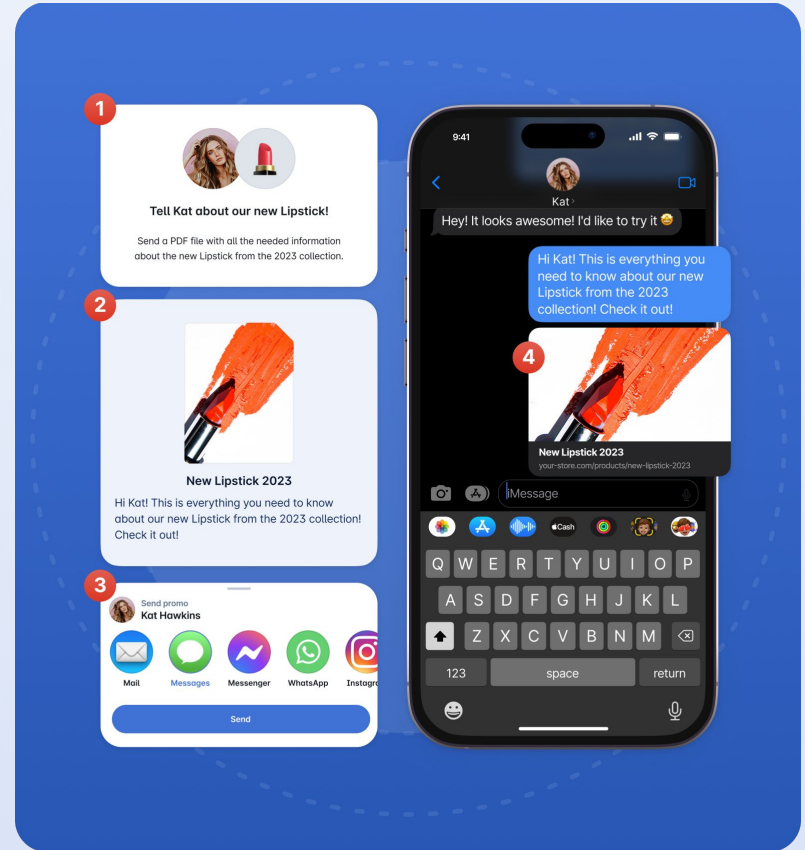 1
Tell Kat about our new Lipstick!
Send a PDF file with all the needed information
about the new Lipstick from the 2023 collection.
2
New Lipstick 2023
Hi Kat! This is everything you need to know
about our new Lipstick from the 2023 collection!
Check it out!
3
Send promo
Kat Hawkins
Mail
Messages
Messenger
WhatsApp
Instagra
Send
9:41
Kat
Hey! It looks awesome! I'd like to try it 🤩
Hi Kat! This is everything you
need to know about our new
Lipstick from the 2023
collection! Check it out!
4
New Lipstick 2023
your-store.com/products/new-lipstick-2023
iMessage
Cash
Q W E R T Y U I O P
A S D F G H J K L
Z X C V B N M
123 space return